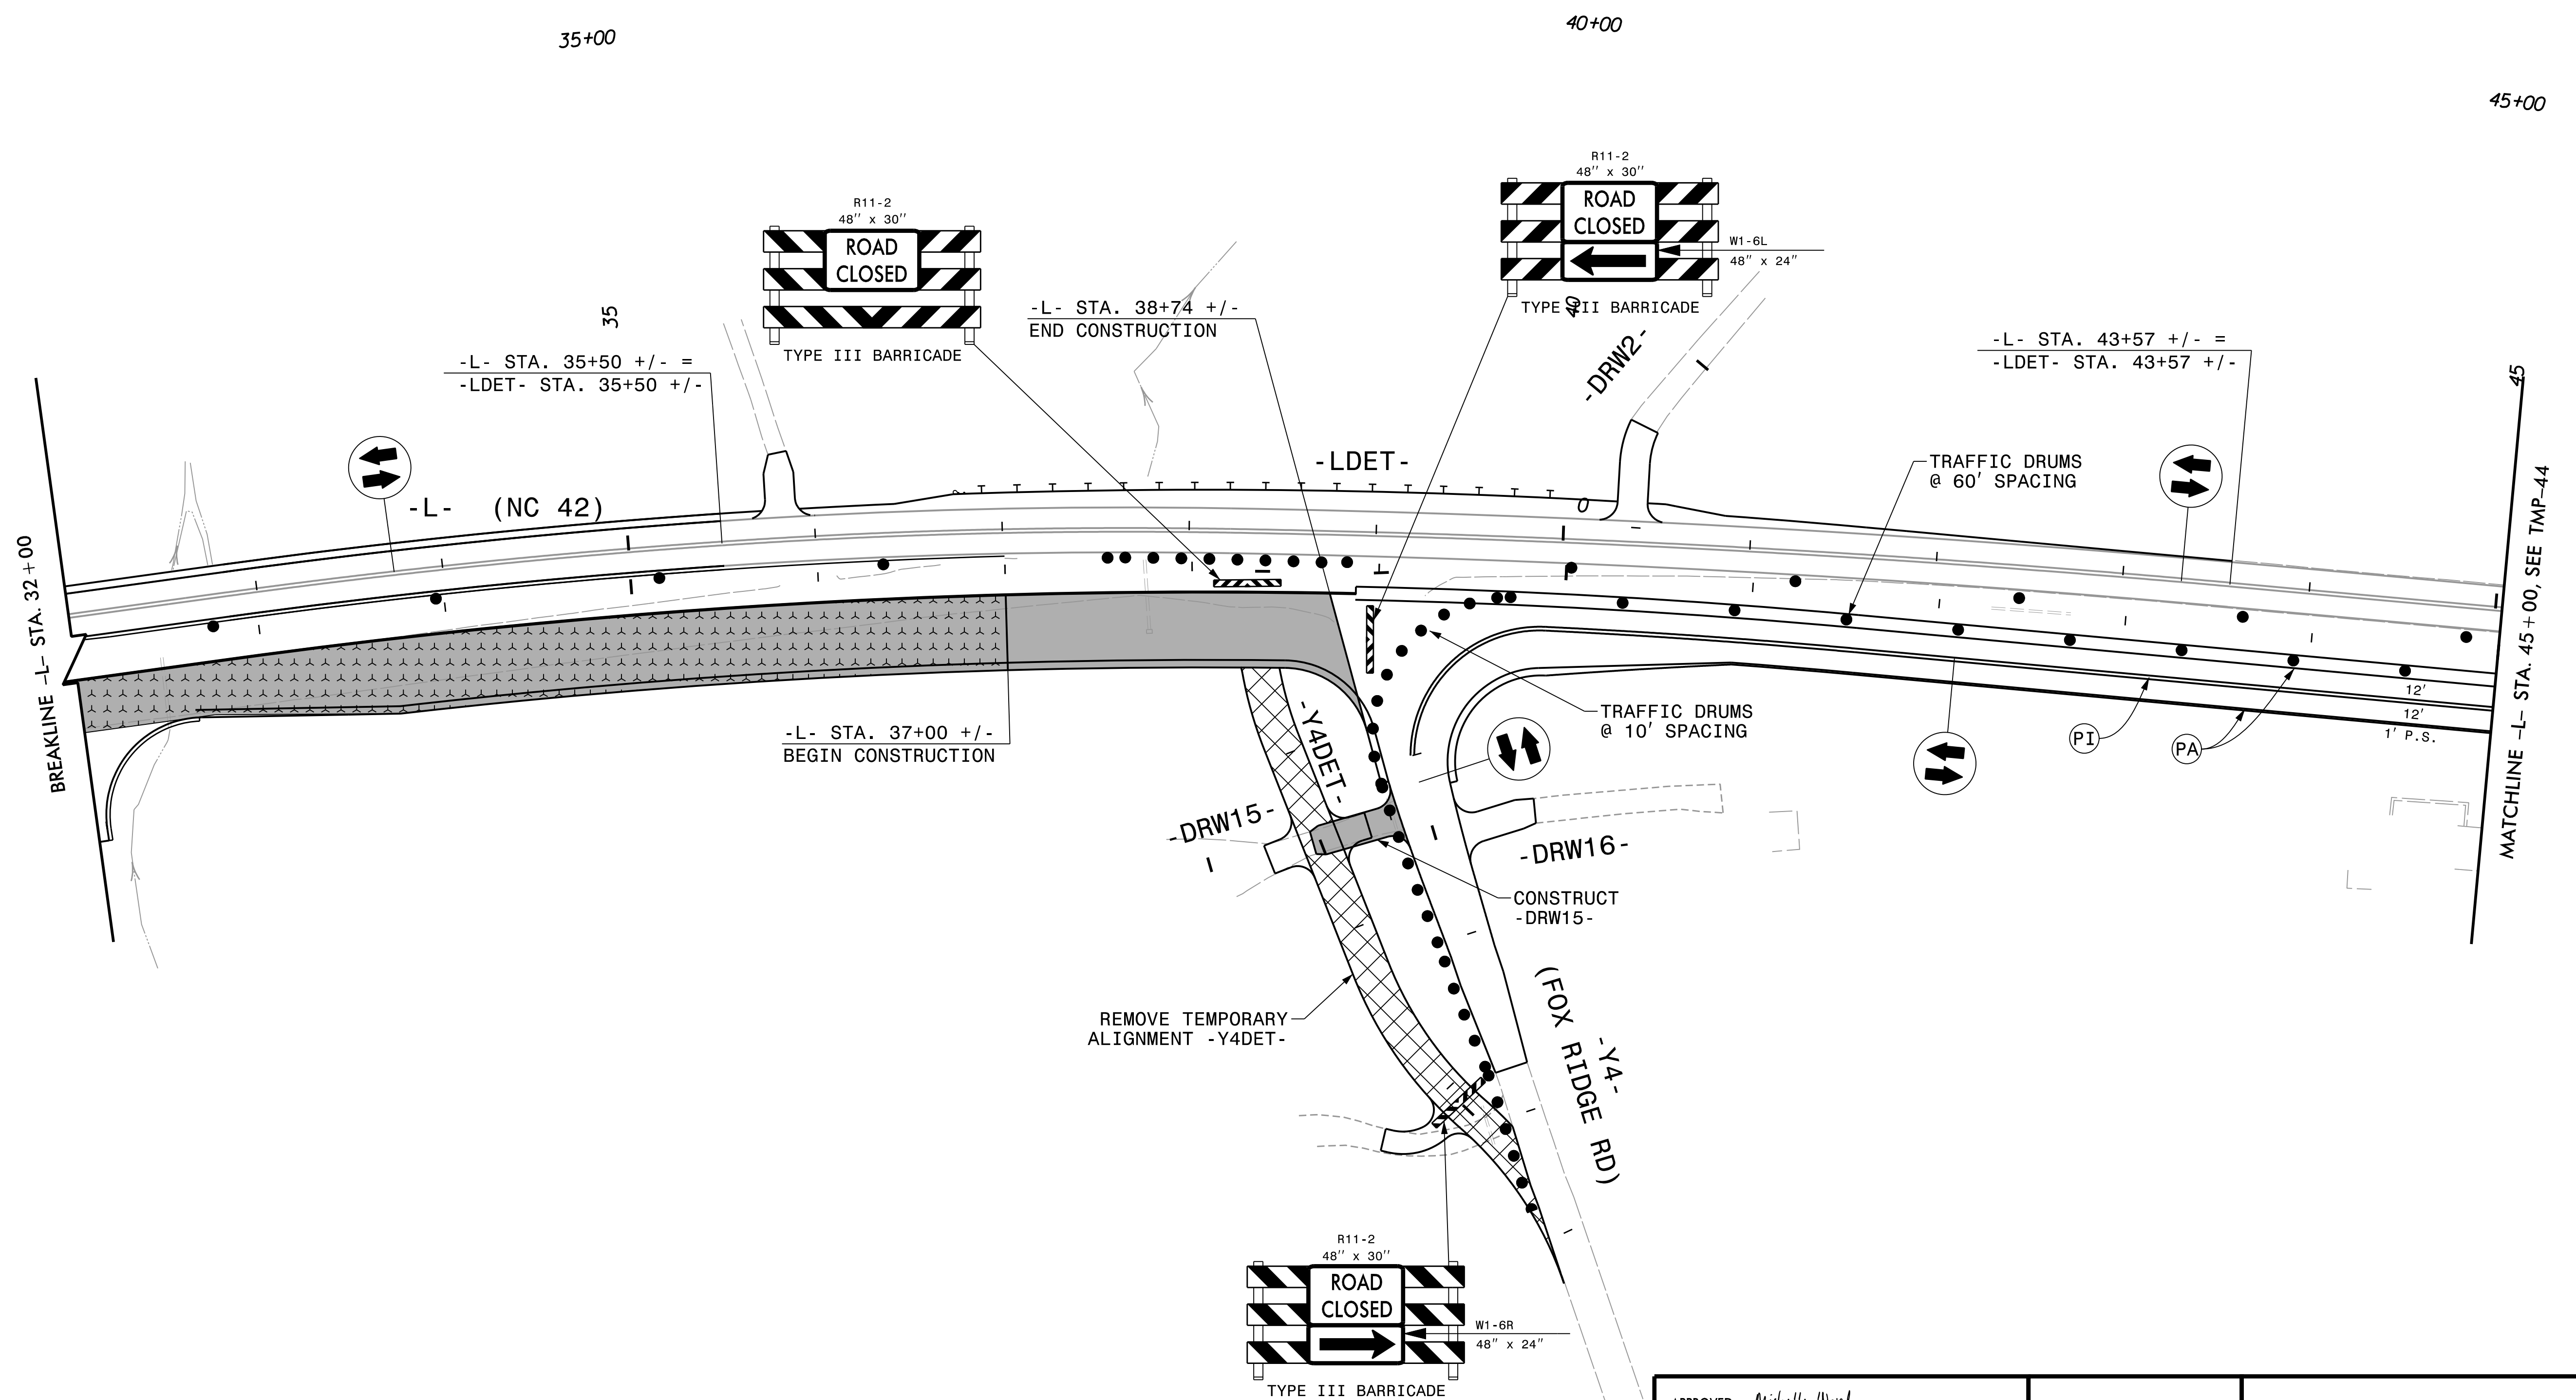 35+00
40+00
45+00
R11-2
48" x 30"
ROAD
CLOSED
TYPE III BARRICADE
R11-2
48" x 30"
ROAD
CLOSED
W1-6L
48" x 24"
TYPE III BARRICADE
35
40
45
-L- STA. 38+74 +/-
END CONSTRUCTION
-L- STA. 35+50 +/- =
-LDET- STA. 35+50 +/-
-L- STA. 43+57 +/- =
-LDET- STA. 43+57 +/-
-DRW2-
-LDET-
-L- (NC 42)
TRAFFIC DRUMS
@ 60' SPACING
0
BREAKLINE -L- STA. 32+00
MATCHLINE -L- STA. 45+00, SEE TMP-44
12'
12'
1' P.S.
PI
PA
-L- STA. 37+00 +/-
BEGIN CONSTRUCTION
-Y4DET-
TRAFFIC DRUMS
@ 10' SPACING
-DRW15-
-DRW16-
CONSTRUCT
-DRW15-
REMOVE TEMPORARY
ALIGNMENT -Y4DET-
-Y4-
(FOX RIDGE RD)
R11-2
48" x 30"
ROAD
CLOSED
W1-6R
48" x 24"
TYPE III BARRICADE